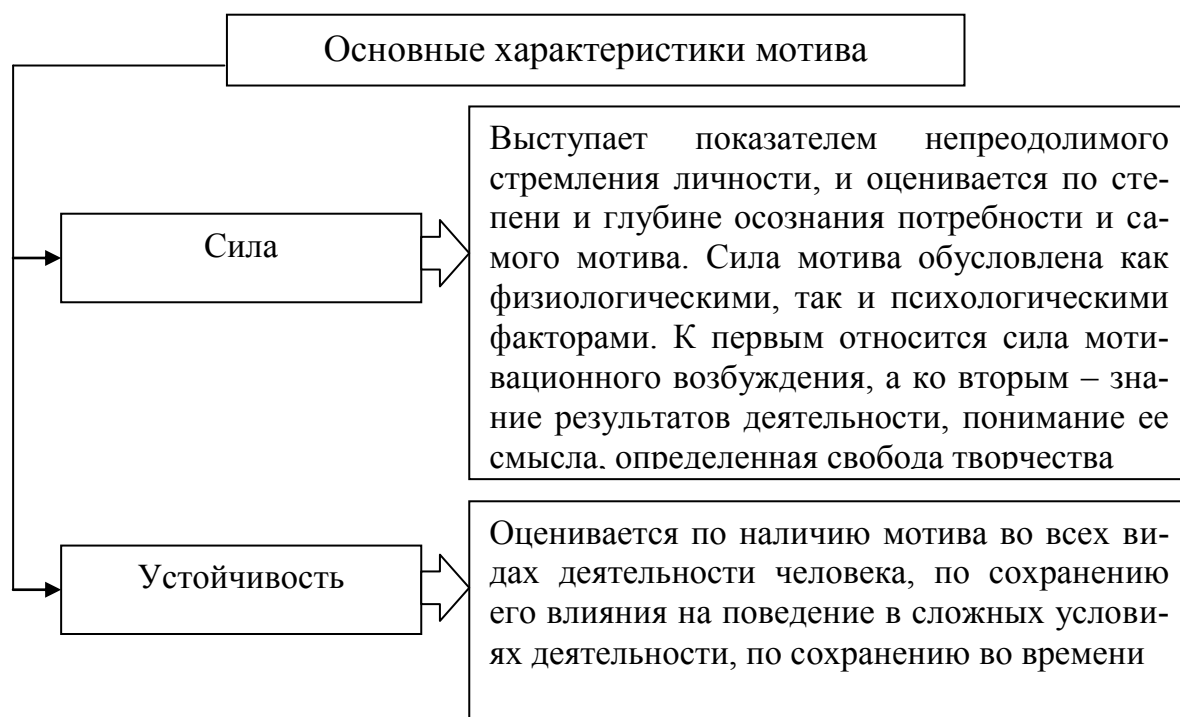 Основные характеристики мотива
Сила
Выступает показателем непреодолимого
стремления личности, и оценивается по сте-
пени и глубине осознания потребности и са-
мого мотива. Сила мотива обусловлена как
физиологическими, так и психологическими
факторами. К первым относится сила моти-
вационного возбуждения, а ко вторым – зна-
ние результатов деятельности, понимание ее
смысла, определенная свобода творчества
Устойчивость
Оценивается по наличию мотива во всех ви-
дах деятельности человека, по сохранению
его влияния на поведение в сложных услови-
ях деятельности, по сохранению во времени